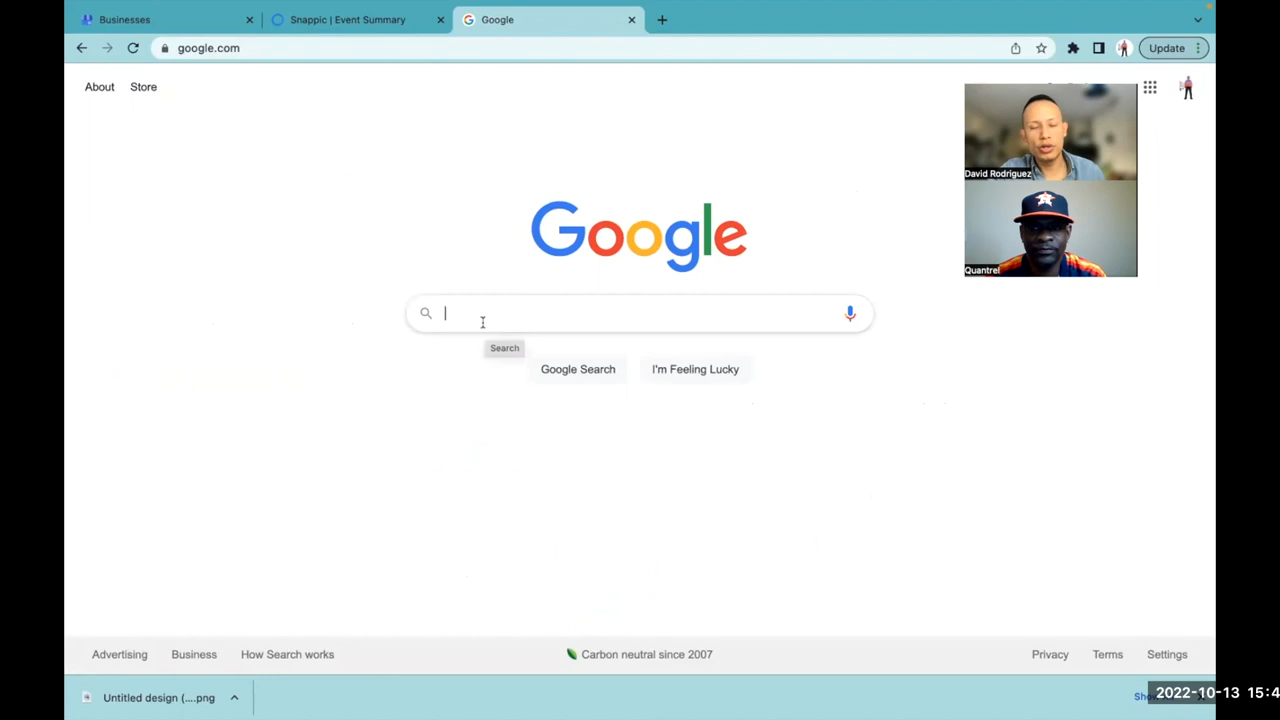 Businesses
Snappic | Event Summary
Google
google.com
Update
About
Store
David Rodriguez
Quantrel
Google
Search
Google Search
I'm Feeling Lucky
Advertising
Business
How Search works
Carbon neutral since 2007
Privacy
Terms
Settings
Untitled design (....png
Sho
2022-10-13 15:4